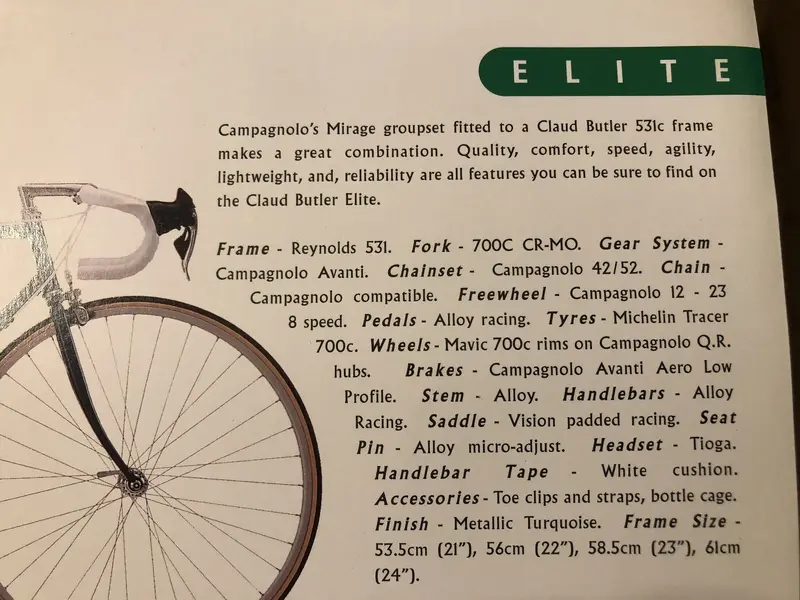 ELITE
Campagnolo's Mirage groupset fitted to a Claud Butler 531c frame
makes a great combination. Quality, comfort, speed, agility,
lightweight, and, reliability are all features you can be sure to find on
the Claud Butler Elite.
Frame - Reynolds 531. Fork - 700C CR-MO. Gear System -
Campagnolo Avanti. Chainset - Campagnolo 42/52. Chain -
Campagnolo compatible. Freewheel - Campagnolo 12 - 23
8 speed. Pedals - Alloy racing. Tyres - Michelin Tracer
700c. Wheels - Mavic 700c rims on Campagnolo Q.R.
hubs. Brakes - Campagnolo Avanti Aero Low
Profile. Stem - Alloy. Handlebars - Alloy
Racing. Saddle - Vision padded racing. Seat
Pin - Alloy micro-adjust. Headset - Tioga.
Handlebar Tape - White cushion.
Accessories - Toe clips and straps, bottle cage.
Finish - Metallic Turquoise. Frame Size -
53.5cm (21"), 56cm (22"), 58.5cm (23"), 61cm
(24").